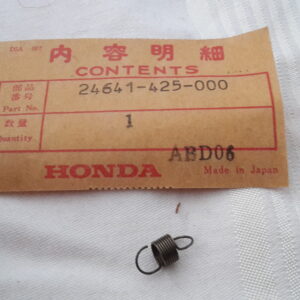 内容明細
CONTENTS
部品番号 24641-425-000
Part No.
数量 1
Quantity
HONDA ABD06
Made in Japan